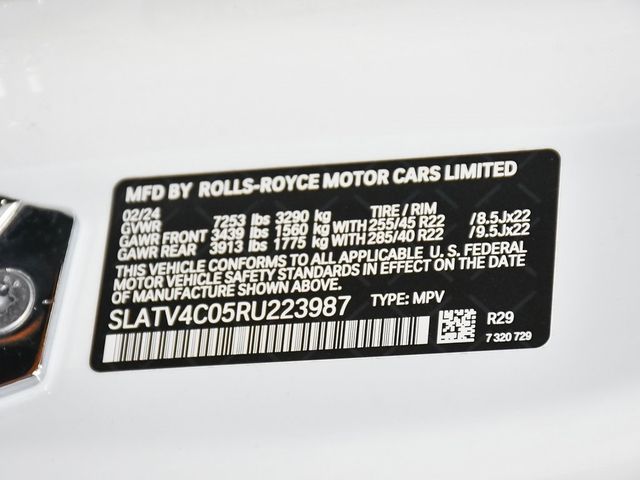 MFD BY ROLLS-ROYCE MOTOR CARS LIMITED
02/24 TIRE / RIM
GVWR 7253 lbs 3290 kg
GAWR FRONT 3439 lbs 1560 kg WITH 255/45 R22 /8.5Jx22
GAWR REAR 3913 lbs 1775 kg WITH 285/40 R22 /9.5Jx22
THIS VEHICLE CONFORMS TO ALL APPLICABLE U.S. FEDERAL
MOTOR VEHICLE SAFETY STANDARDS IN EFFECT ON THE DATE
OF MANUFACTURE SHOWN ABOVE.
SLATV4C05RU223987 TYPE: MPV
R29
7 320 729